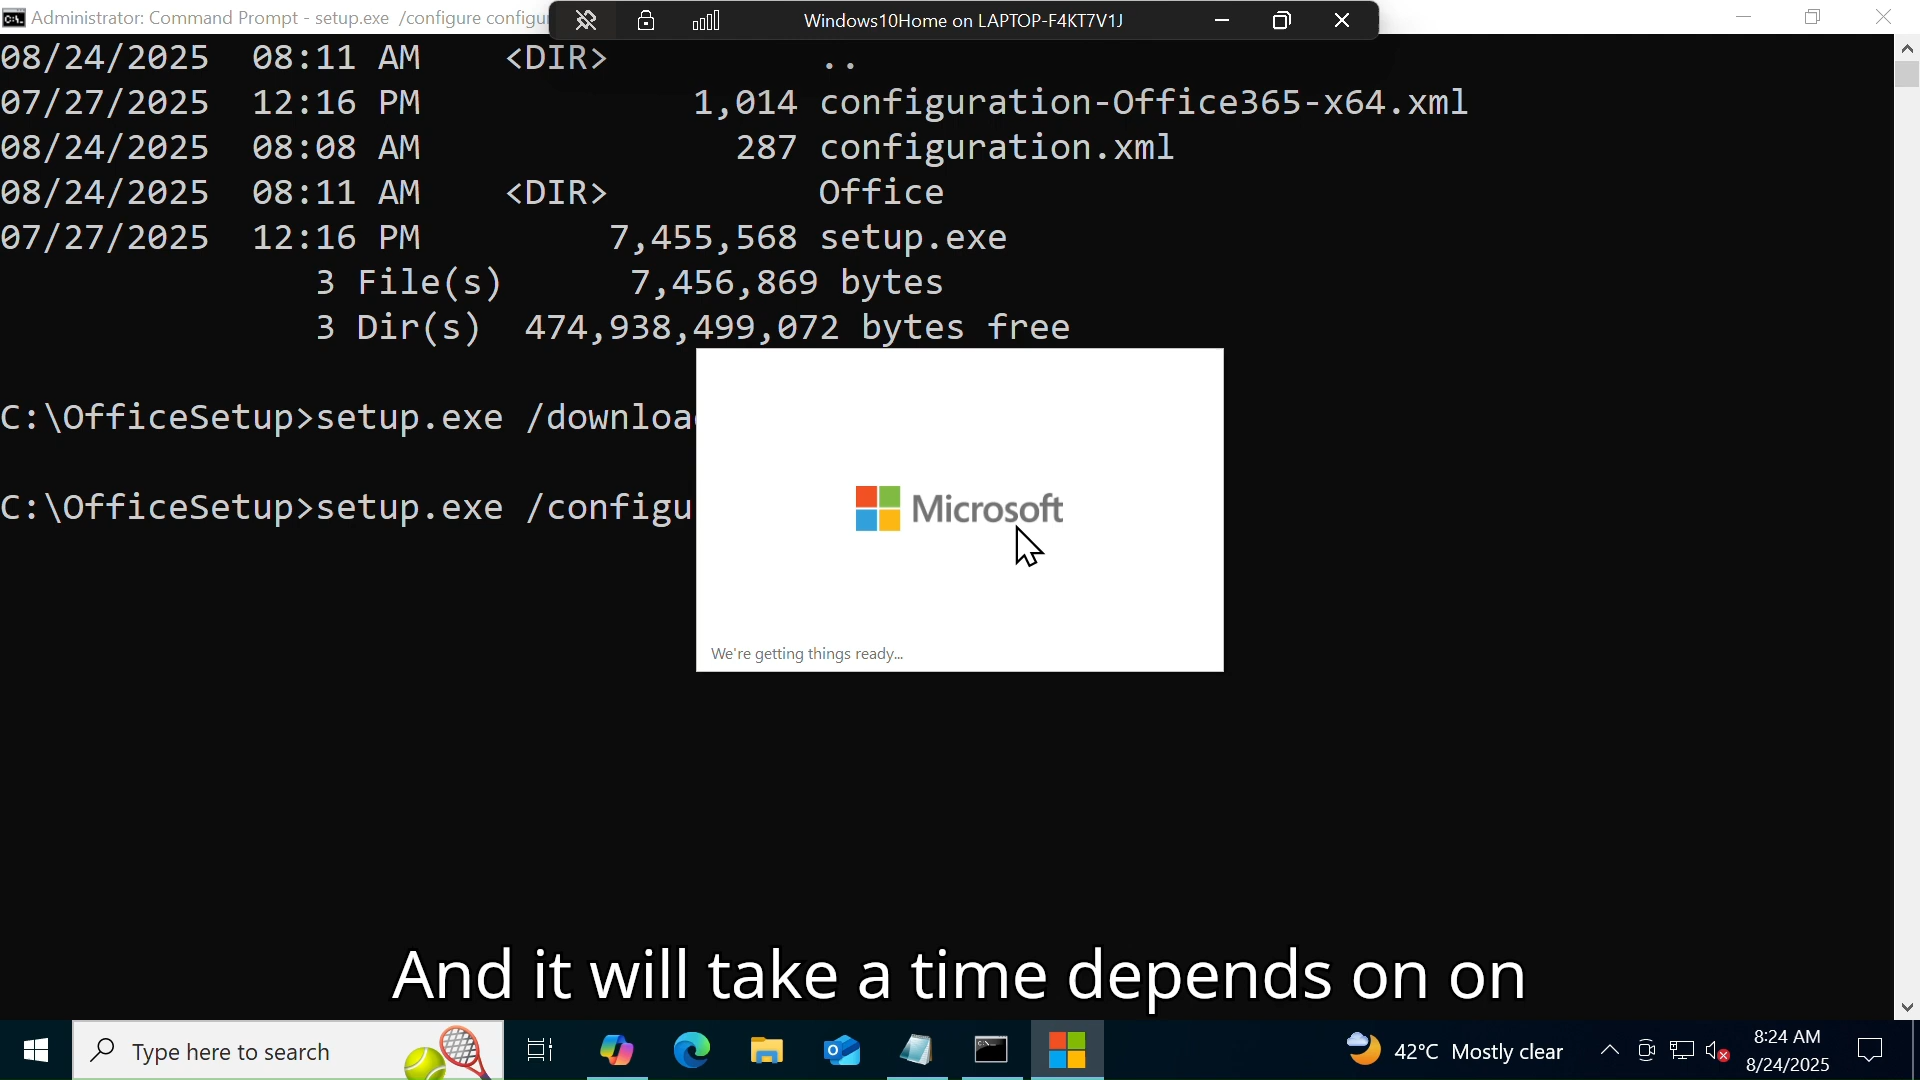 Administrator: Command Prompt - setup.exe /configure configu
Windows10Home on LAPTOP-F4KT7V1J
08/24/2025 08:11 AM <DIR> ..
07/27/2025 12:16 PM 1,014 configuration-Office365-x64.xml
08/24/2025 08:08 AM 287 configuration.xml
08/24/2025 08:11 AM <DIR> Office
07/27/2025 12:16 PM 7,455,568 setup.exe
3 File(s) 7,456,869 bytes
3 Dir(s) 474,938,499,072 bytes free
C:\OfficeSetup>setup.exe /downloa
C:\OfficeSetup>setup.exe /configu
Microsoft
We're getting things ready...
And it will take a time depends on on
Type here to search
42°C Mostly clear
8:24 AM
8/24/2025